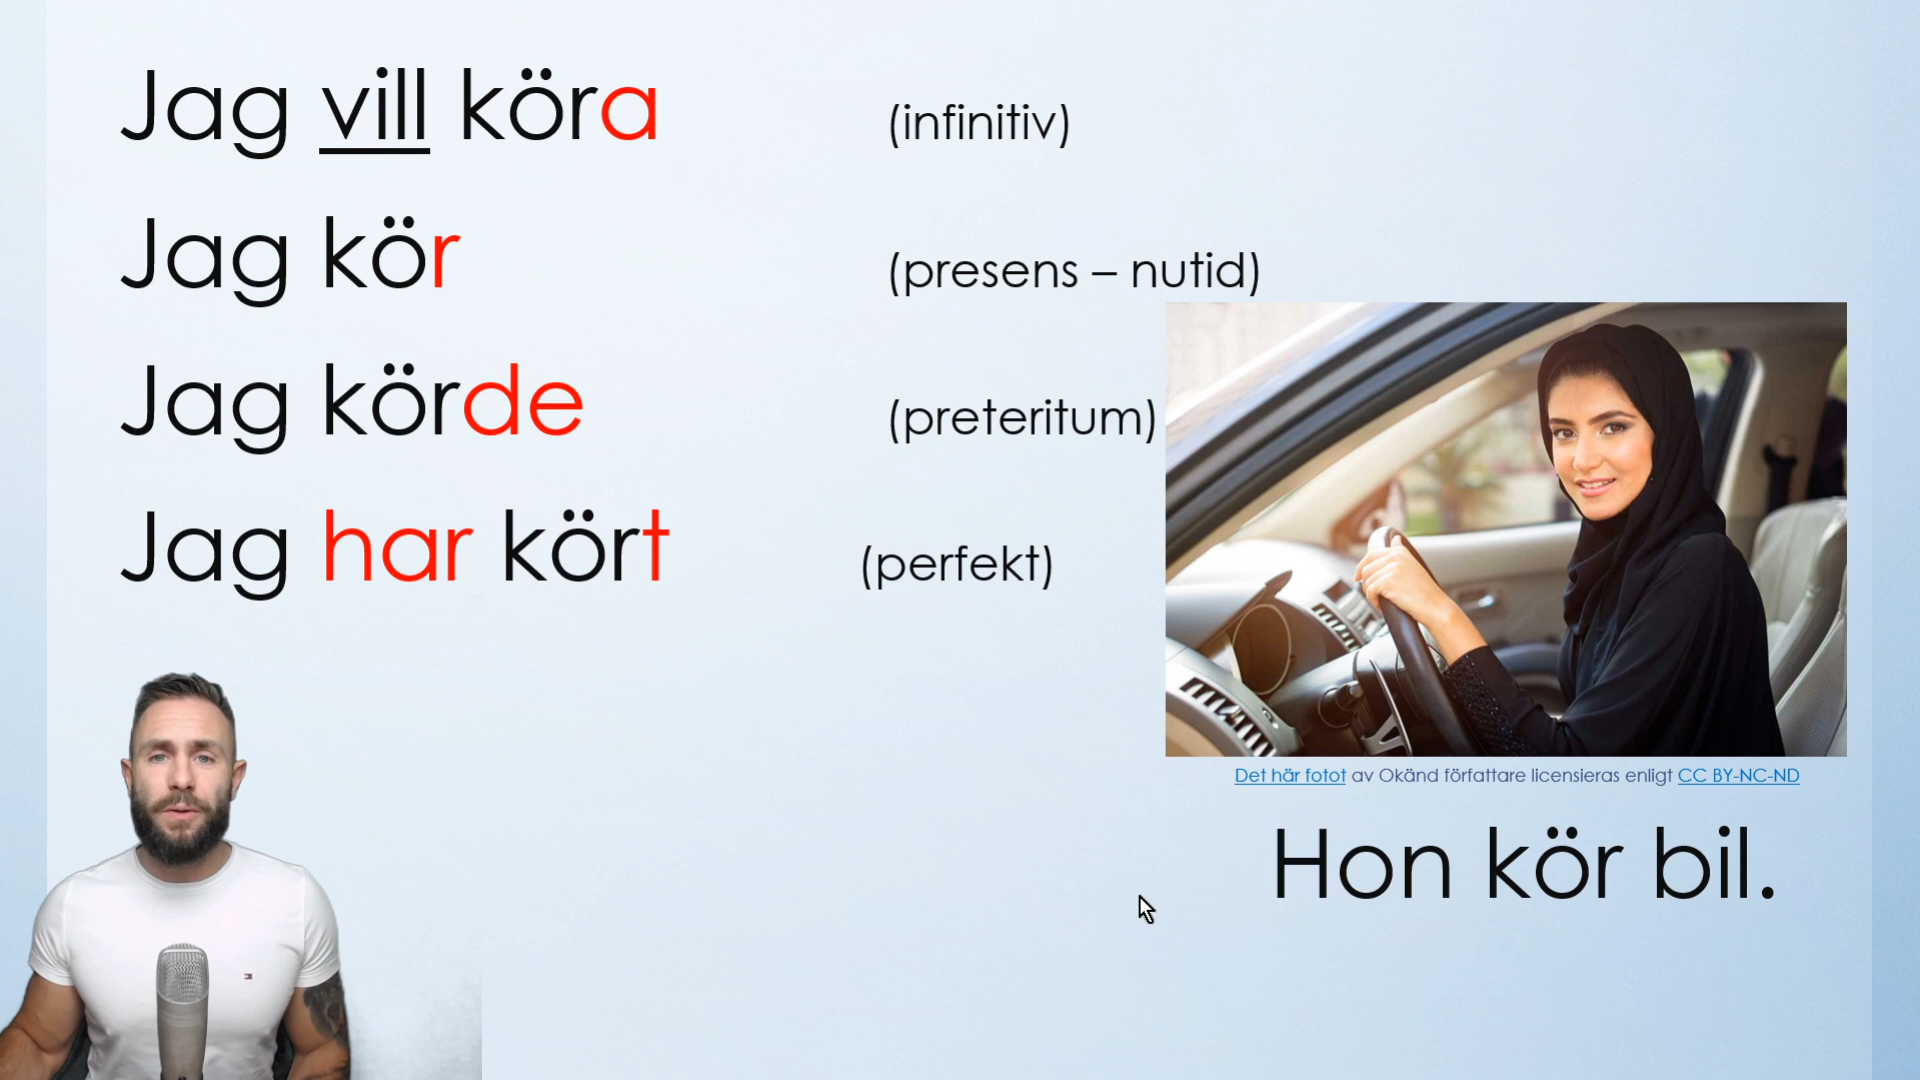 Jag vill köra (infinitiv)
Jag kör (presens – nutid)
Jag körde (preteritum)
Jag har kört (perfekt)
Det här fotot av Okänd författare licensieras enligt CC BY-NC-ND
Hon kör bil.